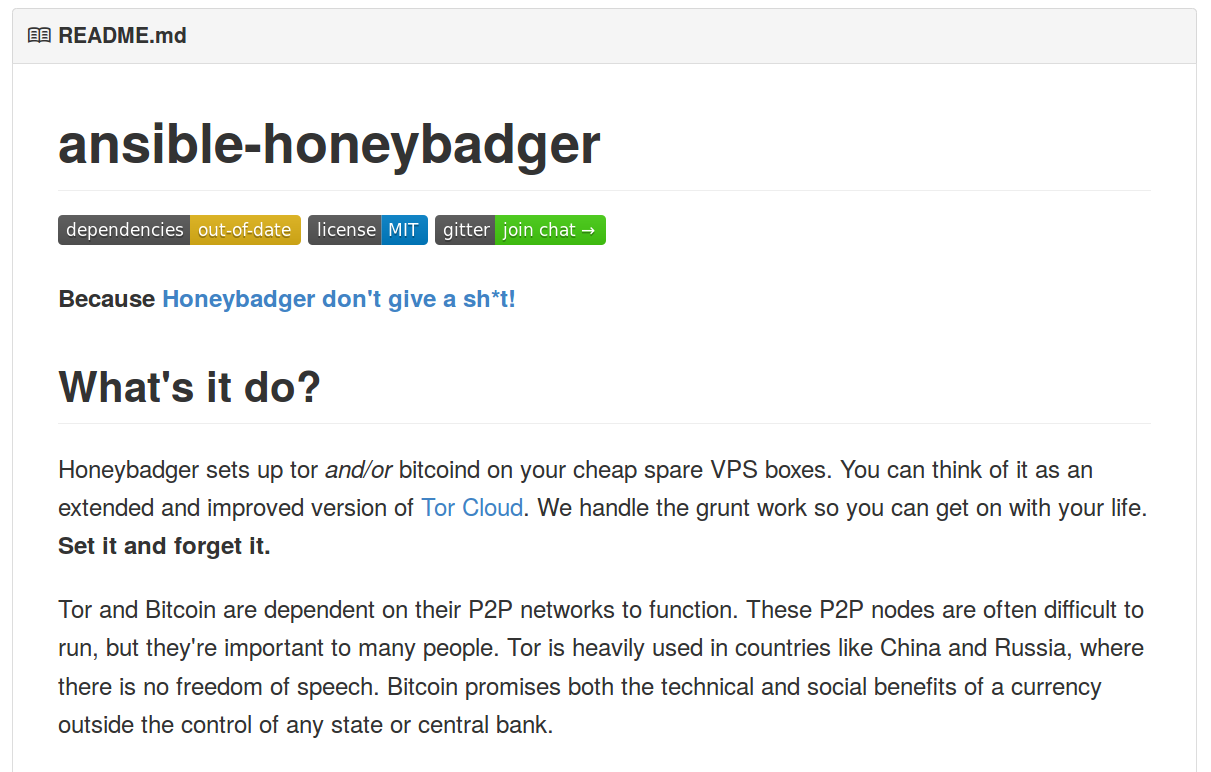 README.md
ansible-honeybadger
dependencies out-of-date license MIT gitter join chat →
Because Honeybadger don't give a sh*t!
What's it do?
Honeybadger sets up tor and/or bitcoind on your cheap spare VPS boxes. You can think of it as an
extended and improved version of Tor Cloud. We handle the grunt work so you can get on with your life.
Set it and forget it.
Tor and Bitcoin are dependent on their P2P networks to function. These P2P nodes are often difficult to
run, but they're important to many people. Tor is heavily used in countries like China and Russia, where
there is no freedom of speech. Bitcoin promises both the technical and social benefits of a currency
outside the control of any state or central bank.